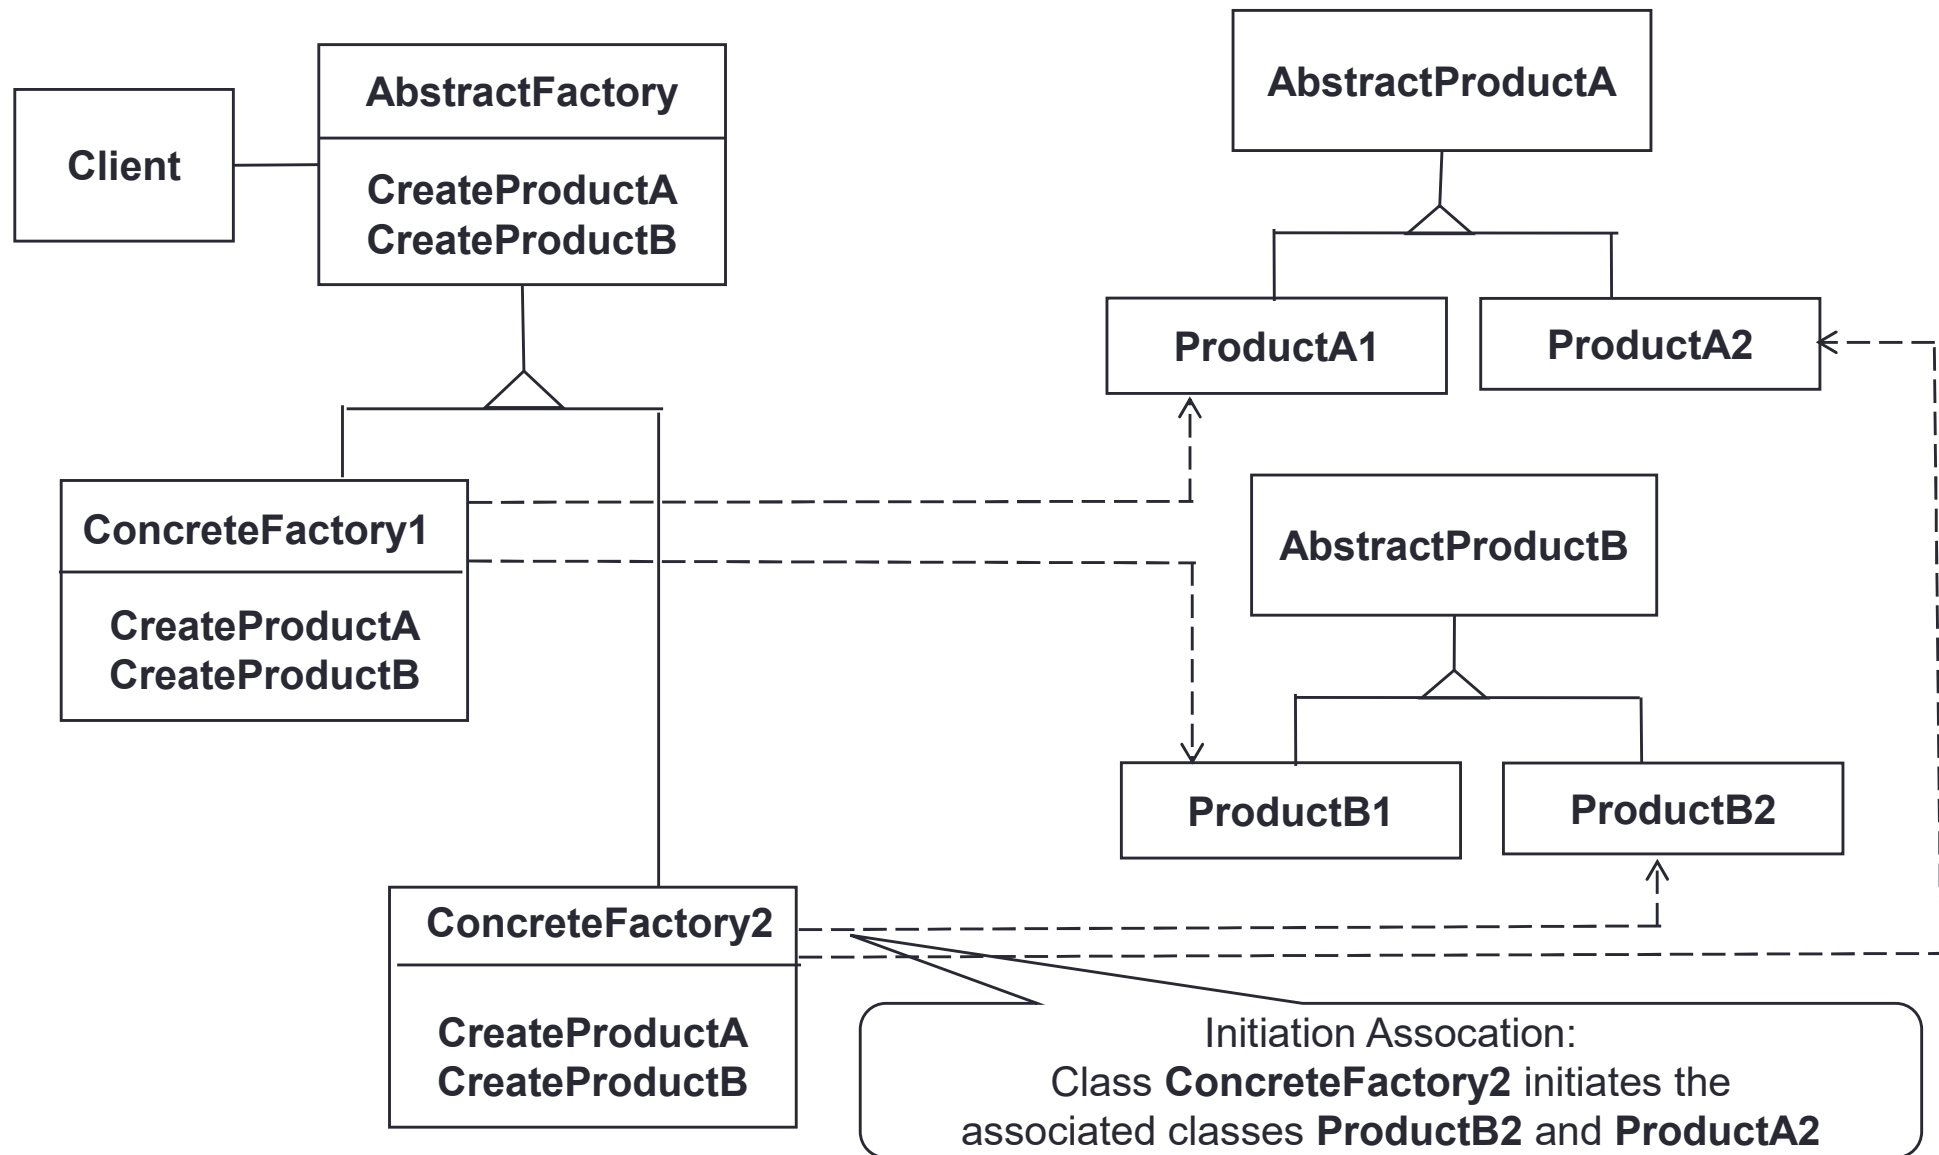 Client
AbstractFactory
CreateProductA
CreateProductB
AbstractProductA
ProductA1
ProductA2
ConcreteFactory1
CreateProductA
CreateProductB
AbstractProductB
ProductB1
ProductB2
ConcreteFactory2
CreateProductA
CreateProductB
Initiation Assocation:
Class ConcreteFactory2 initiates the
associated classes ProductB2 and ProductA2